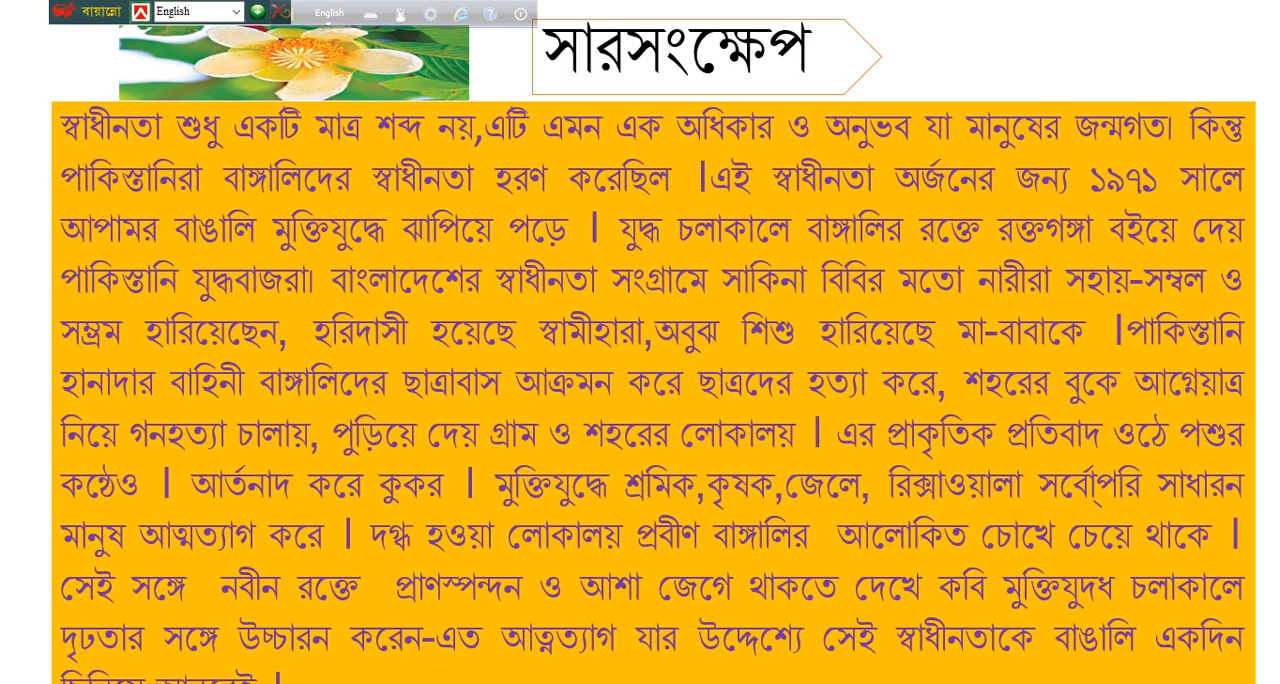 বায়ান্নো English English
সারসংক্ষেপ
স্বাধীনতা শুধু একটি মাত্র শব্দ নয়,এটি এমন এক অধিকার ও অনুভব যা মানুষের জন্মগত। কিন্তু
পাকিস্তানিরা বাঙ্গালিদের স্বাধীনতা হরণ করেছিল |এই স্বাধীনতা অর্জনের জন্য ১৯৭১ সালে
আপামর বাঙালি মুক্তিযুদ্ধে ঝাপিয়ে পড়ে | যুদ্ধ চলাকালে বাঙ্গালির রক্তে রক্তগঙ্গা বইয়ে দেয়
পাকিস্তানি যুদ্ধবাজরা। বাংলাদেশের স্বাধীনতা সংগ্রামে সাকিনা বিবির মতো নারীরা সহায়-সম্বল ও
সম্ভ্রম হারিয়েছেন, হরিদাসী হয়েছে স্বামীহারা,অবুঝ শিশু হারিয়েছে মা-বাবাকে |পাকিস্তানি
হানাদার বাহিনী বাঙ্গালিদের ছাত্রাবাস আক্রমন করে ছাত্রদের হত্যা করে, শহরের বুকে আগ্নেয়াত্র
নিয়ে গনহত্যা চালায়, পুড়িয়ে দেয় গ্রাম ও শহরের লোকালয় | এর প্রাকৃতিক প্রতিবাদ ওঠে পশুর
কন্ঠেও | আর্তনাদ করে কুকর | মুক্তিযুদ্ধে শ্রমিক,কৃষক,জেলে, রিক্সাওয়ালা সর্বো্পরি সাধারন
মানুষ আত্মত্যাগ করে | দগ্ধ হওয়া লোকালয় প্রবীণ বাঙ্গালির আলোকিত চোখে চেয়ে থাকে |
সেই সঙ্গে নবীন রক্তে প্রাণস্পন্দন ও আশা জেগে থাকতে দেখে কবি মুক্তিযুদধ চলাকালে
দৃঢতার সঙ্গে উচ্চারন করেন-এত আত্নত্যাগ যার উদ্দেশ্যে সেই স্বাধীনতাকে বাঙালি একদিন